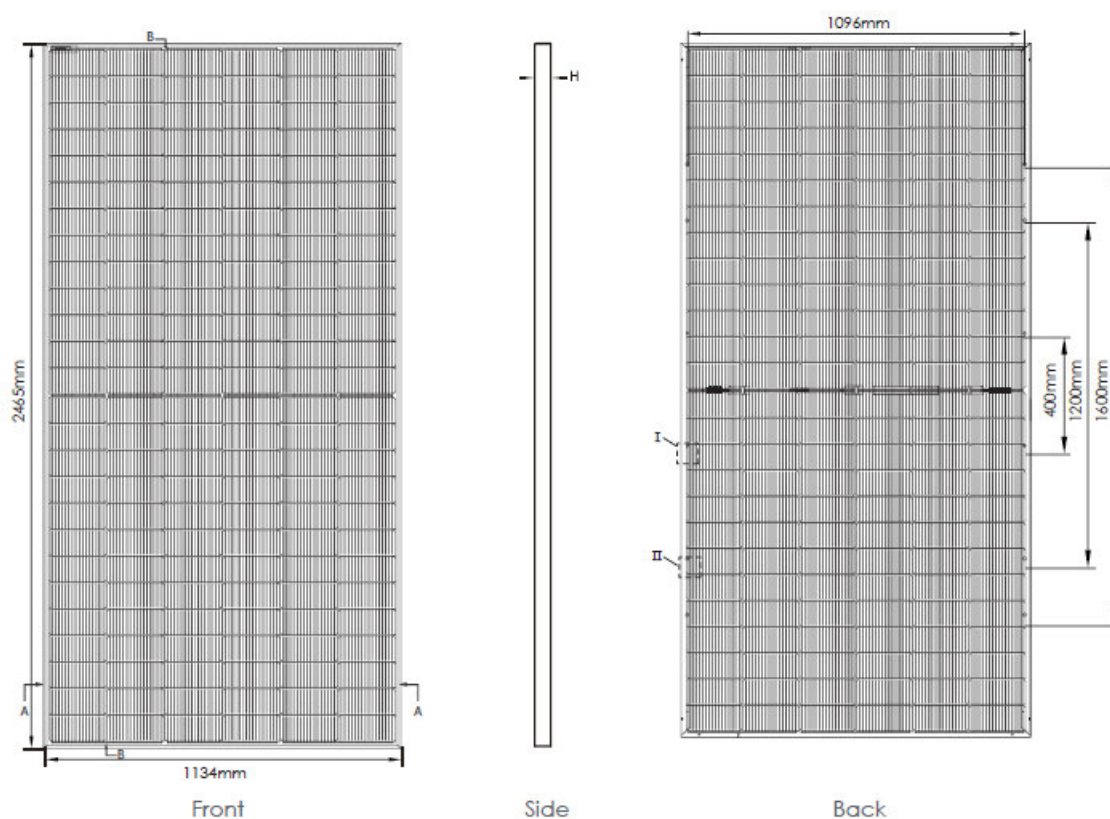 B
1096mm
H
2465mm
400mm
1200mm
1600mm
I
II
A
A
B
1134mm
Front
Side
Back